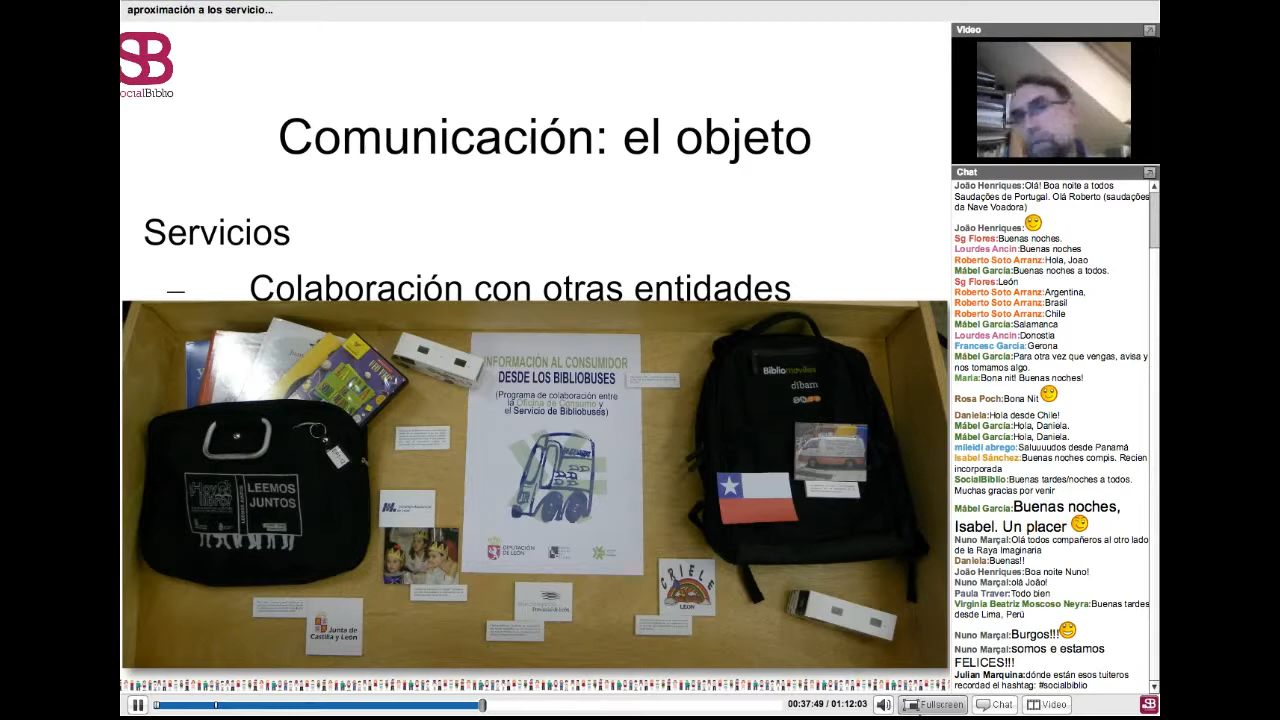 aproximación a los servicio...
SB
ocialBiblio
Comunicación: el objeto
Servicios
– Colaboración con otras entidades
INFORMACIÓN AL CONSUMIDOR
DESDE LOS BIBLIOBUSES
(Programa de colaboración entre
la Oficina de Consumo y
el Servicio de Bibliobuses)
DIPUTACIÓN
DE LEÓN
LEEMOS
JUNTOS
Junta de
Castilla y León
CRIELE
LEON
Bibliomóviles
dibam
Video
Chat
João Henriques:Olá! Boa noite a todos
Saudações de Portugal. Olá Roberto (saudações
da Nave Voadora)
João Henriques:
Sg Flores:Buenas noches.
Lourdes Ancin:Buenas noches
Roberto Soto Arranz:Hola, Joao
Mábel García:Buenas noches a todos.
Sg Flores:León
Roberto Soto Arranz:Argentina,
Roberto Soto Arranz:Brasil
Roberto Soto Arranz:Chile
Mábel García:Salamanca
Lourdes Ancin:Donostia
Francesc García:Gerona
Mábel García:Para otra vez que vengas, avisa y
nos tomamos algo.
Maria:Bona nit! Buenas noches!
Rosa Poch:Bona Nit
Daniela:Hola desde Chile!
Mábel García:Hola, Daniela.
Mábel García:Hola, Daniela.
mileidi abrego:Saluuuudos desde Panamá
Isabel Sánchez:Buenas noches compis. Recien
incorporada
SocialBiblio:Buenas tardes/noches a todos.
Muchas gracias por venir
Mábel García:Buenas noches,
Isabel. Un placer
Nuno Marçal:Olá todos compañeros al otro lado
de la Raya Imaginaria
Daniela:Buenas!!
João Henriques:Boa noite Nuno!
Nuno Marçal:olá João!
Paula Traver:Todo bien
Virginia Beatriz Moscoso Neyra:Buenas tardes
desde Lima, Perú
Nuno Marçal:Burgos!!!
Nuno Marçal:somos e estamos
FELICES!!!
Julian Marquina:dónde están esos tuiteros
recordad el hashtag: #socialbiblio
00:37:49 / 01:12:03
Fullscreen
Chat
Video
SB